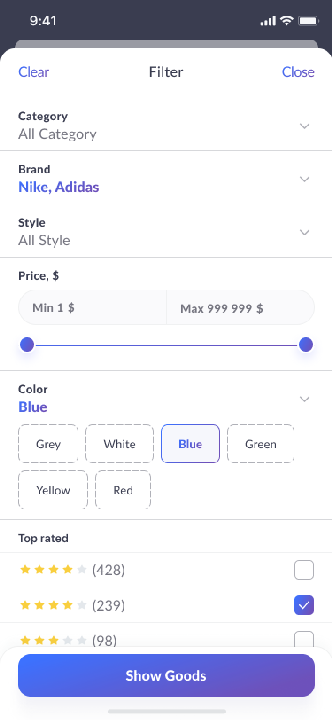 9:41
Clear Filter Close
Category
All Category
Brand
Nike, Adidas
Style
All Style
Price, $
Min 1 $ Max 999 999 $
Color
Blue
Grey White Blue Green
Yellow Red
Top rated
(428)
(239)
(98)
Show Goods